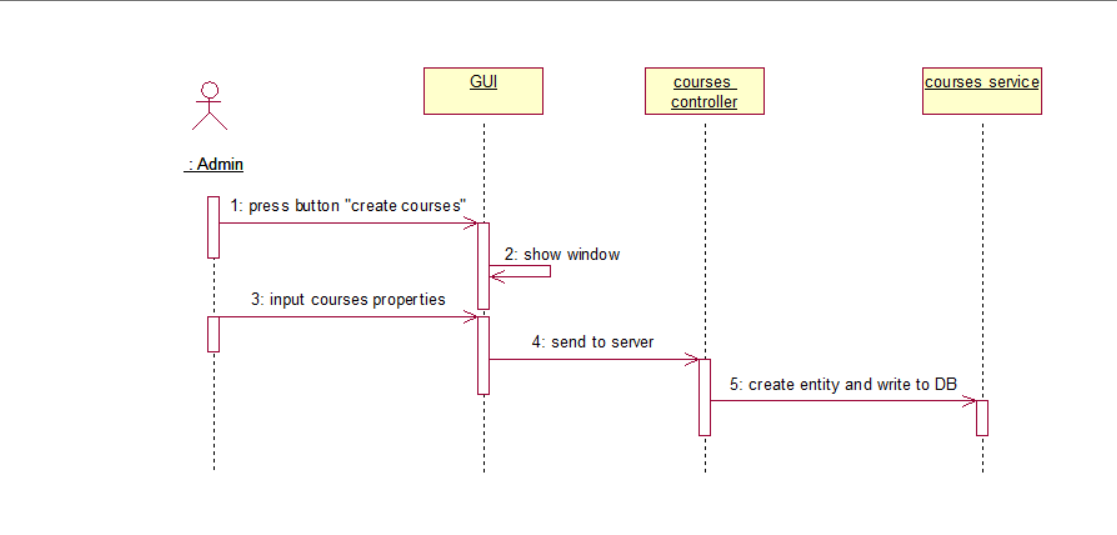 GUI
courses
controller
courses service
: Admin
1: press button "create courses"
2: show window
3: input courses properties
4: send to server
5: create entity and write to DB